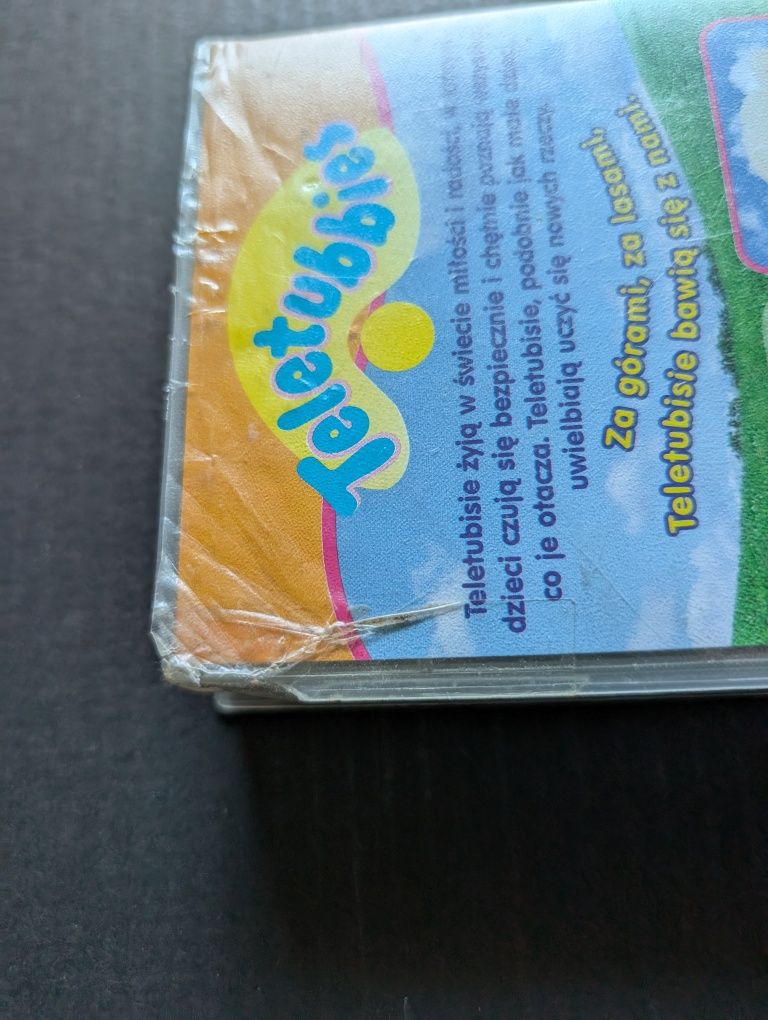 Teletubbies
Teletubisie żyją w świecie miłości i radości, w
dzieci czują się bezpiecznie i chętnie poznają
co je otacza. Teletubisie, podobnie jak małe dzieci,
uwielbiają uczyć się nowych rzeczy.
Za górami, za lasami,
Teletubisie bawią się z nami.